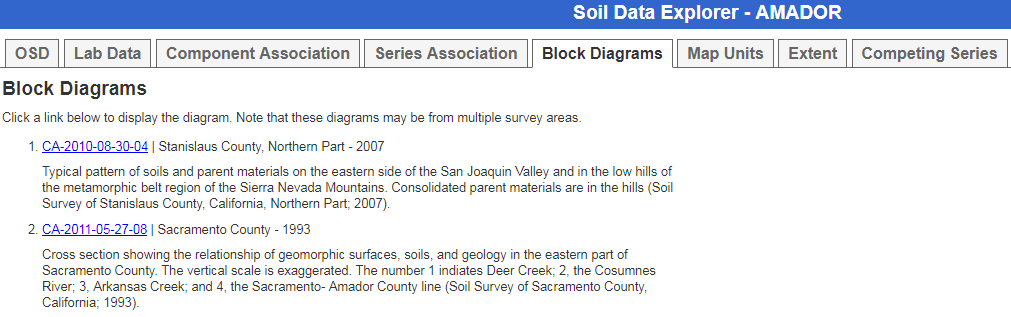 Soil Data Explorer - AMADOR
OSD Lab Data Component Association Series Association Block Diagrams Map Units Extent Competing Series
Block Diagrams
Click a link below to display the diagram. Note that these diagrams may be from multiple survey areas.
1. CA-2010-08-30-04 | Stanislaus County, Northern Part - 2007
Typical pattern of soils and parent materials on the eastern side of the San Joaquin Valley and in the low hills of
the metamorphic belt region of the Sierra Nevada Mountains. Consolidated parent materials are in the hills (Soil
Survey of Stanislaus County, California, Northern Part; 2007).
2. CA-2011-05-27-08 | Sacramento County - 1993
Cross section showing the relationship of geomorphic surfaces, soils, and geology in the eastern part of
Sacramento County. The vertical scale is exaggerated. The number 1 indiates Deer Creek; 2, the Cosumnes
River; 3, Arkansas Creek; and 4, the Sacramento- Amador County line (Soil Survey of Sacramento County,
California; 1993).